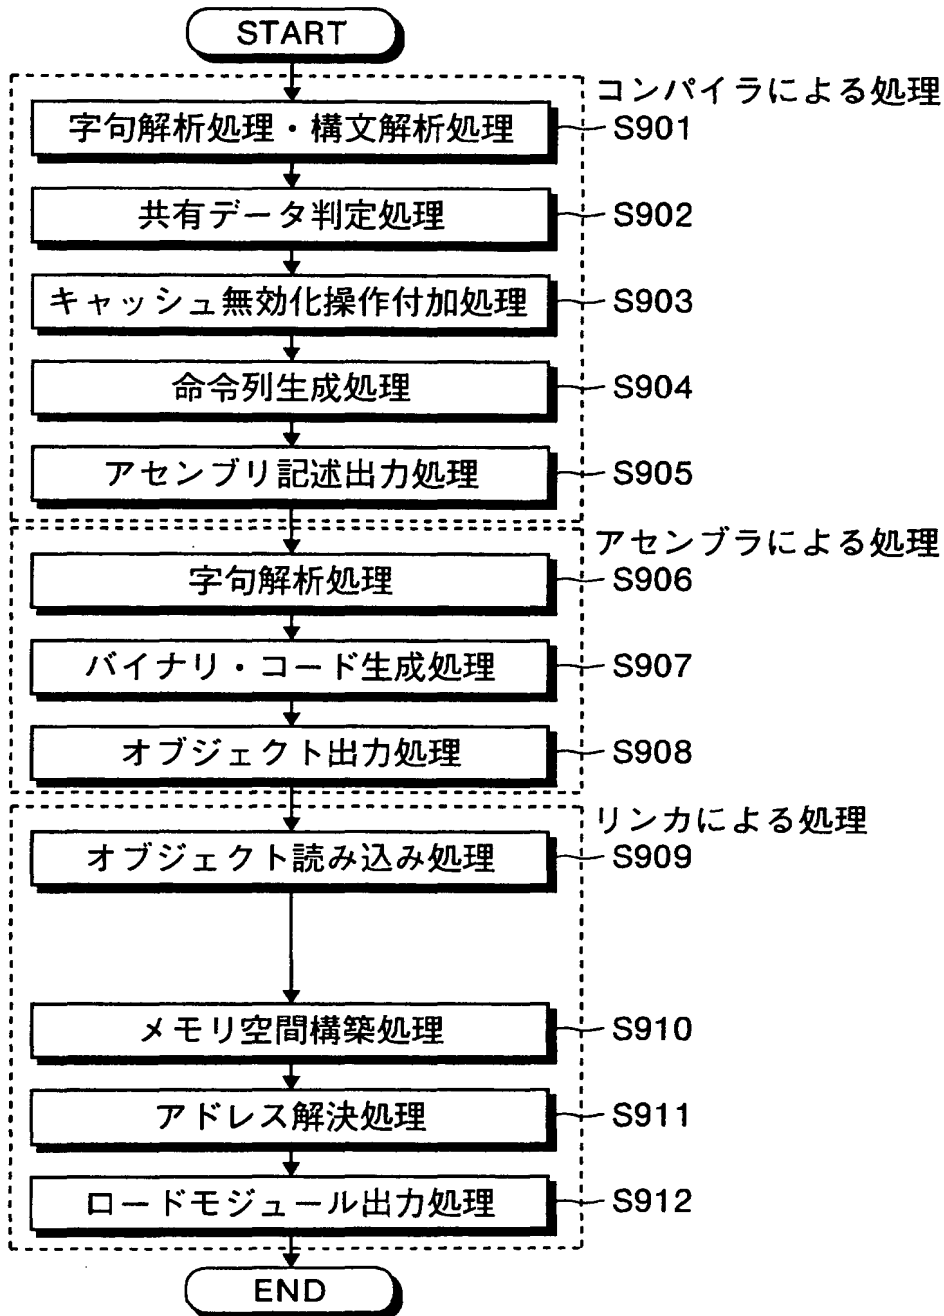 START
コンパイラによる処理
字句解析処理・構文解析処理
S901
共有データ判定処理
S902
キャッシュ無効化操作付加処理
S903
命令列生成処理
S904
アセンブリ記述出力処理
S905
アセンブラによる処理
字句解析処理
S906
バイナリ・コード生成処理
S907
オブジェクト出力処理
S908
リンカによる処理
オブジェクト読み込み処理
S909
メモリ空間構築処理
S910
アドレス解決処理
S911
ロードモジュール出力処理
S912
END